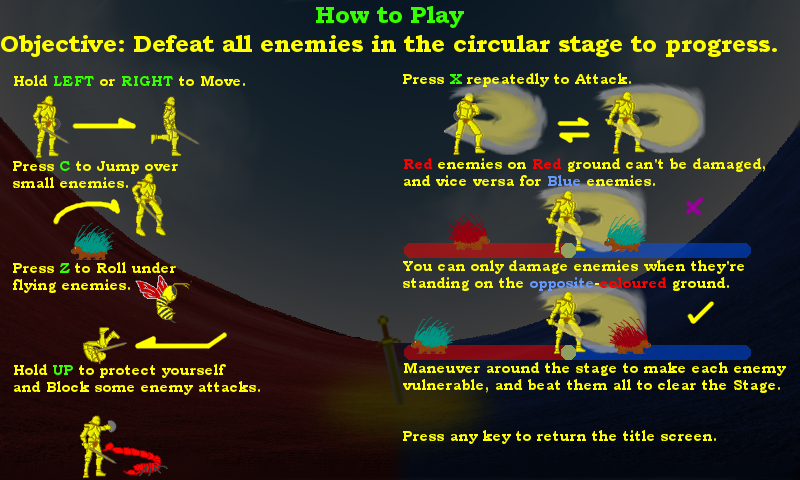 How to Play
Objective: Defeat all enemies in the circular stage to progress.
Hold LEFT or RIGHT to Move.
Press C to Jump over
small enemies.
Press Z to Roll under
flying enemies.
Hold UP to protect yourself
and Block some enemy attacks.
Press X repeatedly to Attack.
Red enemies on Red ground can't be damaged,
and vice versa for Blue enemies.
You can only damage enemies when they're
standing on the opposite-coloured ground.
Maneuver around the stage to make each enemy
vulnerable, and beat them all to clear the Stage.
Press any key to return the title screen.